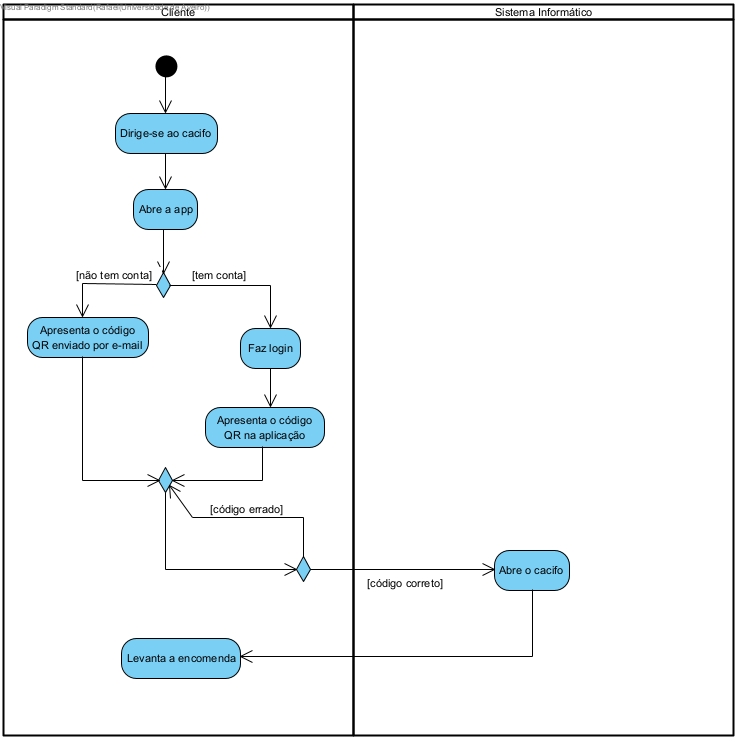 Visual Paradigm Standard(Rafael(Universidade de Aveiro))
Cliente
Sistema Informático
Dirige-se ao cacifo
Abre a app
[não tem conta]
[tem conta]
Apresenta o código
QR enviado por e-mail
Faz login
Apresenta o código
QR na aplicação
[código errado]
[código correto]
Abre o cacifo
Levanta a encomenda